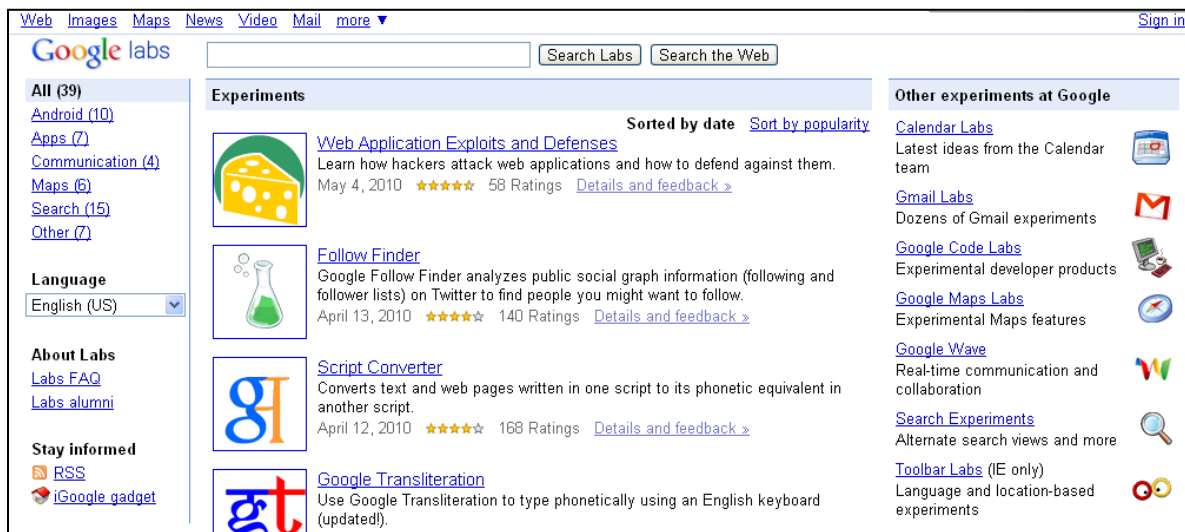 Web Images Maps News Video Mail more ▼
Sign in
Google labs
Search Labs Search the Web
All (39)
Android (10)
Apps (7)
Communication (4)
Maps (6)
Search (15)
Other (7)
Language
English (US)
About Labs
Labs FAQ
Labs alumni
Stay informed
RSS
iGoogle gadget
Experiments
Sorted by date Sort by popularity
Web Application Exploits and Defenses
Learn how hackers attack web applications and how to defend against them.
May 4, 2010 58 Ratings Details and feedback »
Follow Finder
Google Follow Finder analyzes public social graph information (following and
follower lists) on Twitter to find people you might want to follow.
April 13, 2010 140 Ratings Details and feedback »
Script Converter
Converts text and web pages written in one script to its phonetic equivalent in
another script.
April 12, 2010 168 Ratings Details and feedback »
Google Transliteration
Use Google Transliteration to type phonetically using an English keyboard
(updated!).
Other experiments at Google
Calendar Labs
Latest ideas from the Calendar
team
Gmail Labs
Dozens of Gmail experiments
Google Code Labs
Experimental developer products
Google Maps Labs
Experimental Maps features
Google Wave
Real-time communication and
collaboration
Search Experiments
Alternate search views and more
Toolbar Labs (IE only)
Language and location-based
experiments